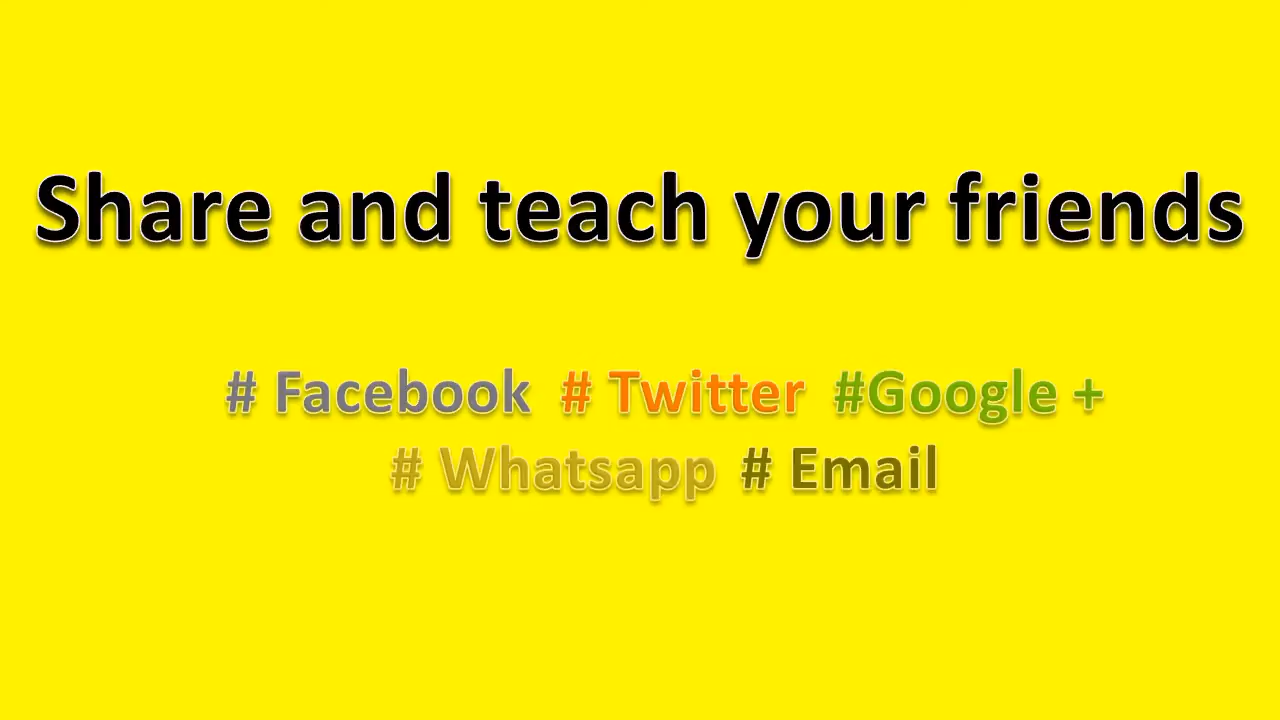 Share and teach your friends
# Facebook # Twitter #Google +
# Whatsapp # Email